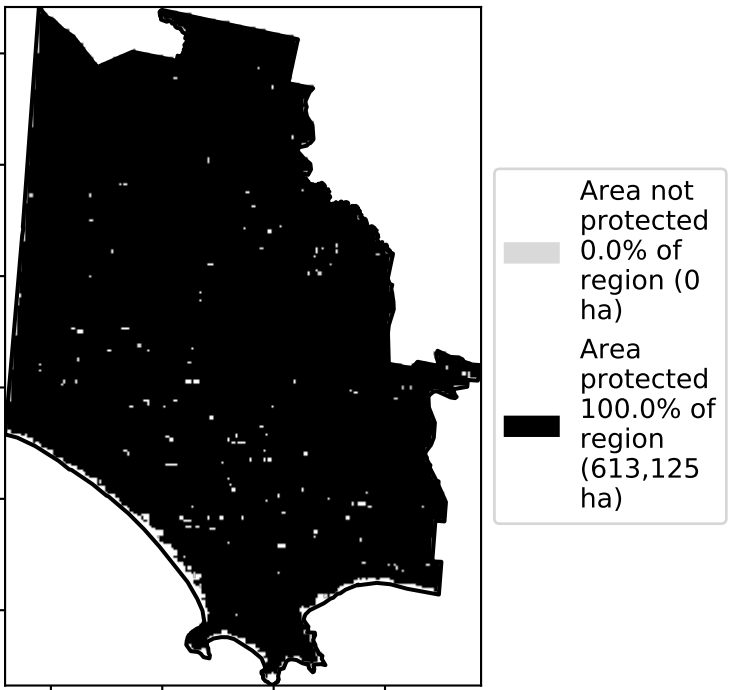 Area not
protected
0.0% of
region (0
ha)
Area
protected
100.0% of
region
(613,125
ha)